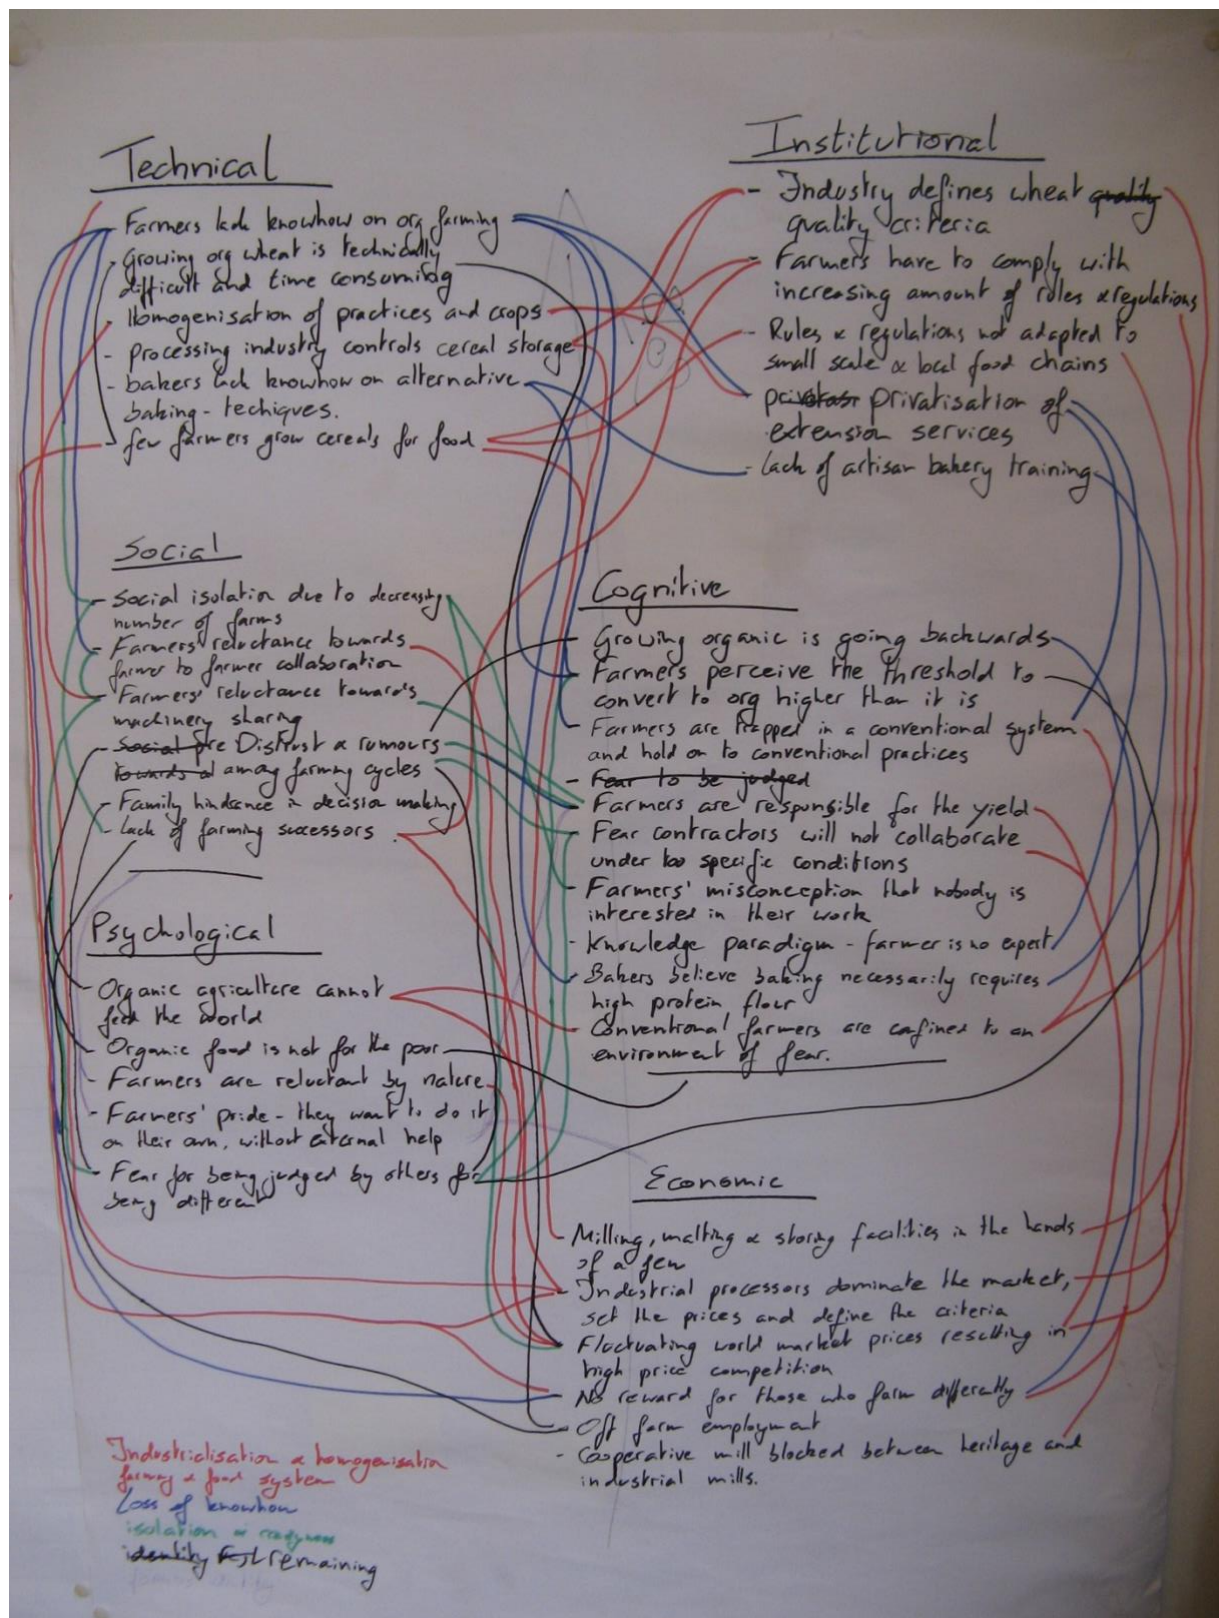 Technical
- Farmers lack knowhow on org farming
- Growing org wheat is technically
difficult and time consuming
- Homogenisation of practices and crops
- Processing industry controls cereal storage
- bakers lack knowhow on alternative
baking - techiques.
- few farmers grow cereals for food
Institutional
- Industry defines wheat quality
quality criteria
- Farmers have to comply with
increasing amount of rules & regulations
- Rules & regulations not adapted to
small scale & local food chains
- privatisation of
extension services
- Lack of artisan bakery training
Social
- Social isolation due to decreasing
number of farms
- Farmers' reluctance towards
farmer to farmer collaboration
- Farmers' reluctance towards
machinery sharing
- Social pre Distrust & rumours
towards a among farming cycles
- Family hindrance in decision making
- Lack of farming successors
Cognitive
- Growing organic is going backwards
- Farmers perceive the threshold to
convert to org higher than it is
- Farmers are trapped in a conventional system
and hold on to conventional practices
- Fear to be judged
- Farmers are responsible for the yield
- Fear contractors will not collaborate
under too specific conditions
- Farmers' misconception that nobody is
interested in their work
- Knowledge paradigm - farmer is no expert
- Bakers believe baking necessarily requires
high protein flour
- Conventional farmers are confined to an
environment of fear.
Psychological
- Organic agriculture cannot
feed the world
- Organic food is not for the poor
- Farmers are reluctant by nature
- Farmers' pride - they want to do it
on their own, without external help
- Fear for being judged by others for
being different
Economic
- Milling, malting & storing facilities in the hands
of a few
- Industrial processors dominate the market,
set the prices and define the criteria
- Fluctuating world market prices resulting in
high price competition
- No reward for those who farm differently
- Off farm employment
- Cooperative mill blocked between heritage and
industrial mills.
Industrialisation & homogenisation
farming & food system
Loss of knowhow
isolation &
identity remaining